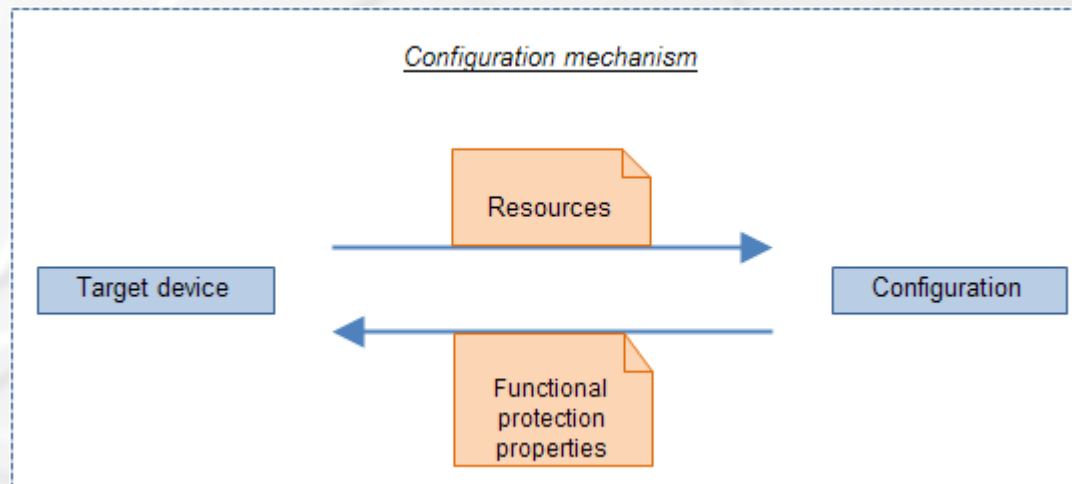 Configuration mechanism
Resources
Target device
Configuration
Functional
protection
properties